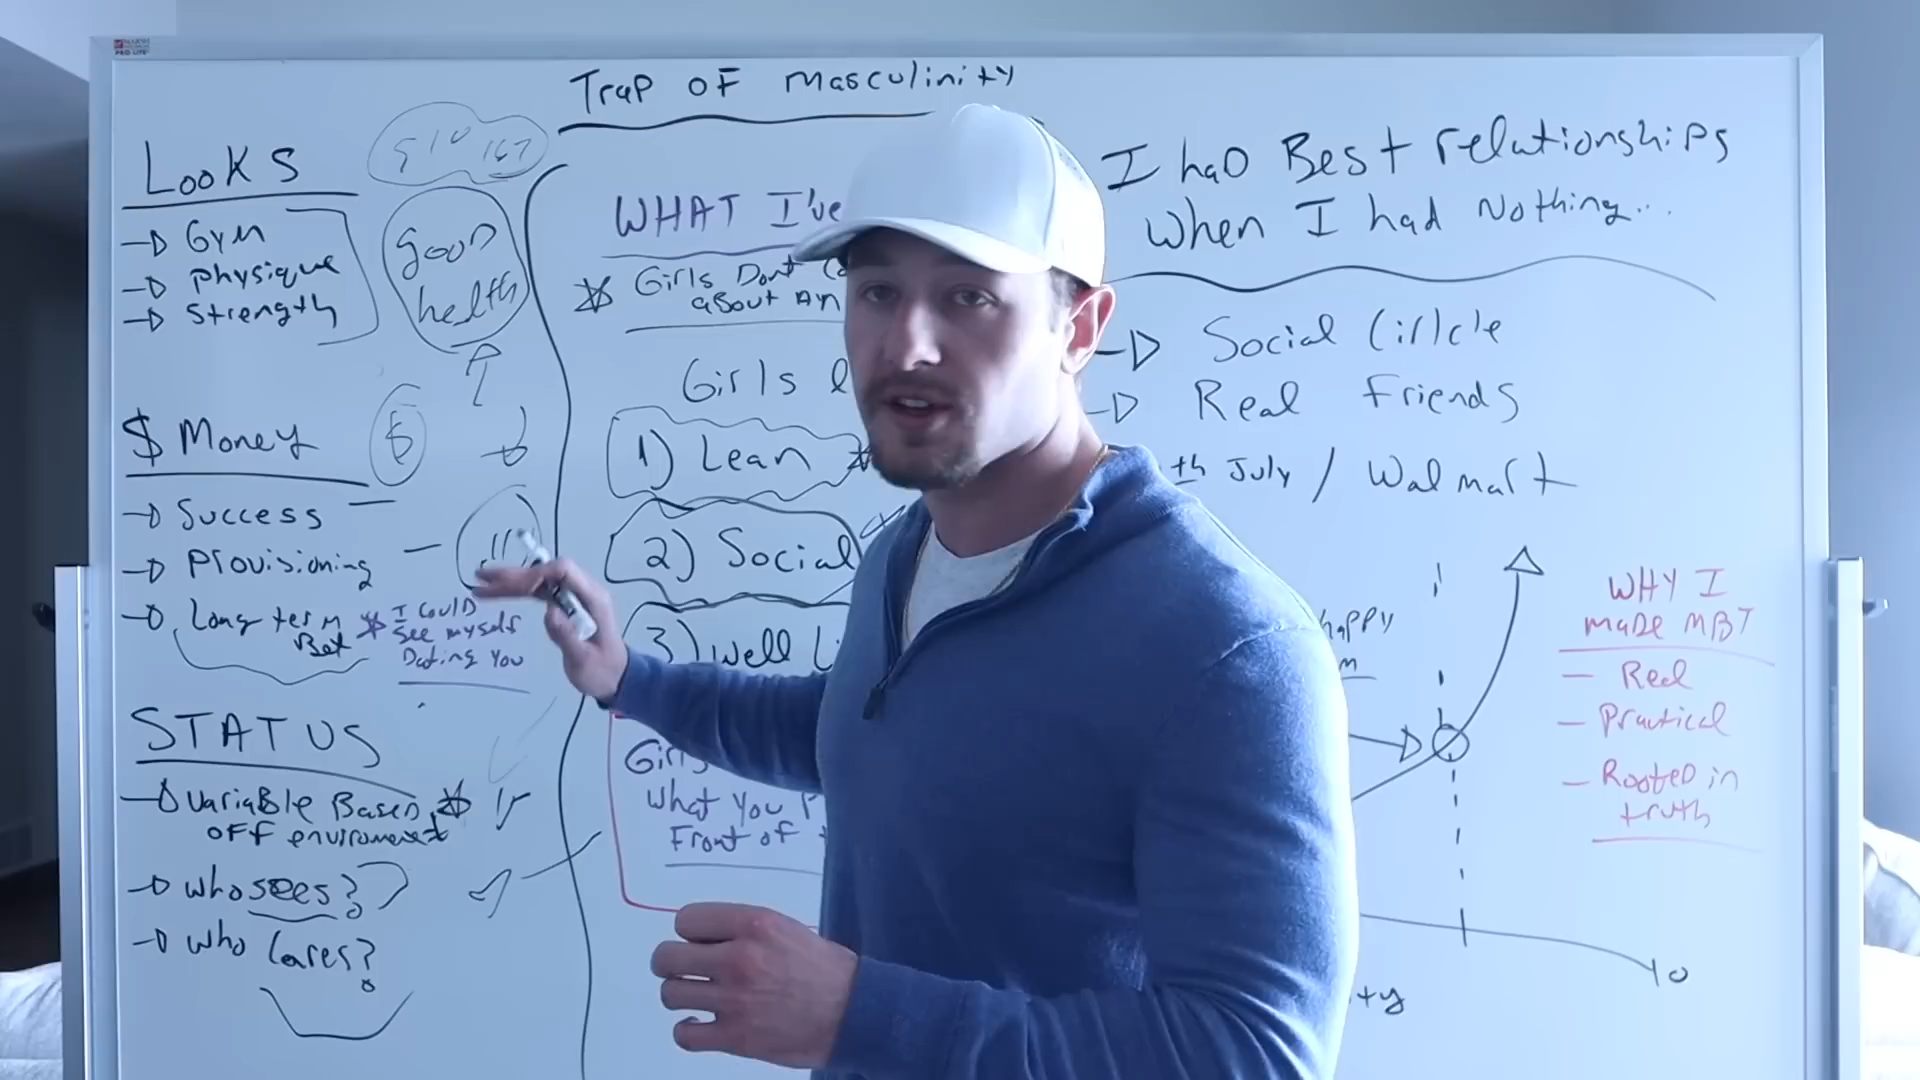 Trap OF Masculinity
LOOKS
5'10 167
Gym
Physique
Strength
Good
health
$ Money
$
Success
Provisioning
Long term
Bet
I Could
See myself
Dating You
STATUS
Variable Based
OFF enviroment
Who sees?
Who Cares?
WHAT I've
Girls Dont
about
Girls
1) Lean
2) Social
3) Well
Girls
what You
Front of
I haD Best relationships
when I had Nothing...
Social Circle
Real Friends
th July / Walmart
happy
10
WHY I
made MBT
- Real
- Practical
- Rooted in
truth